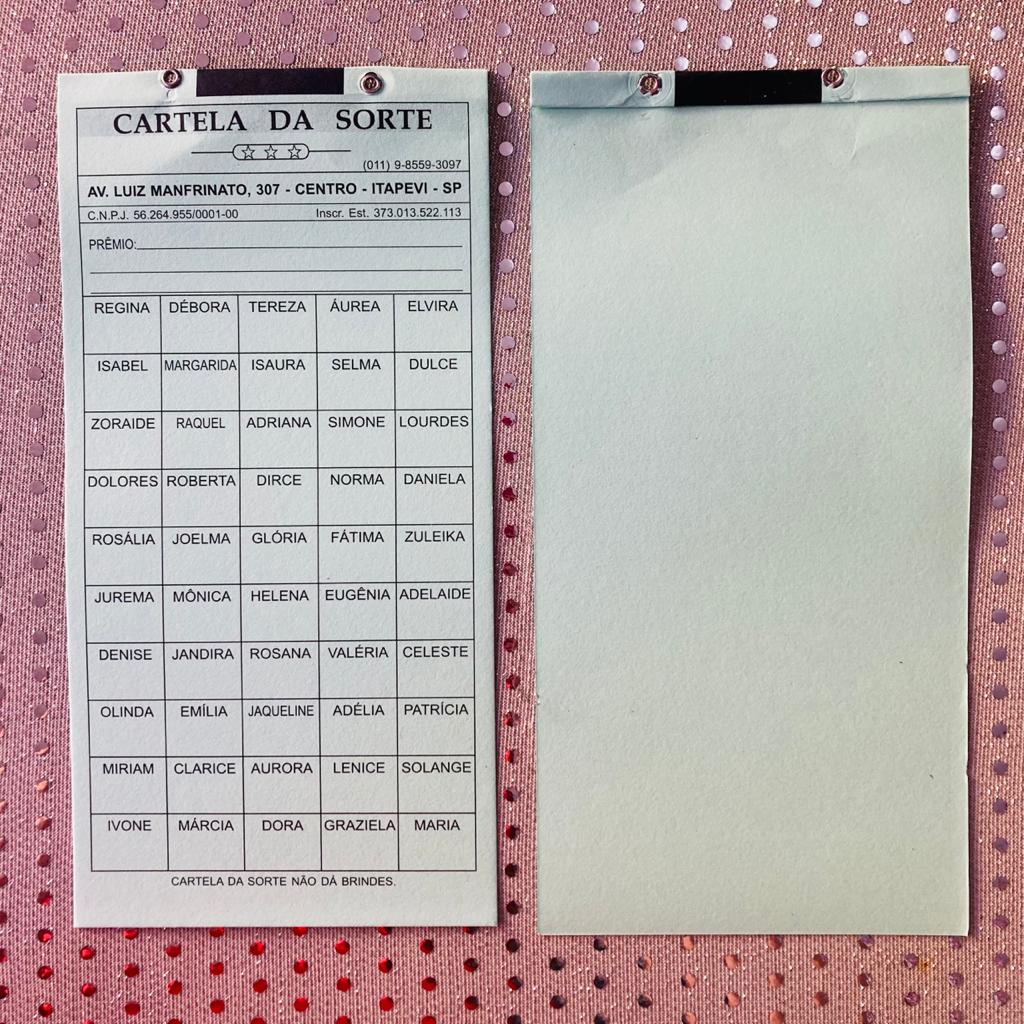 CARTELA DA SORTE
(011) 9-8559-3097
AV. LUIZ MANFRINATO, 307 - CENTRO - ITAPEVI - SP
C.N.P.J. 56.264.955/0001-00 Inscr. Est. 373.013.522.113
PRÊMIO:
REGINA DÉBORA TEREZA ÁUREA ELVIRA
ISABEL MARGARIDA ISAURA SELMA DULCE
ZORAIDE RAQUEL ADRIANA SIMONE LOURDES
DOLORES ROBERTA DIRCE NORMA DANIELA
ROSÁLIA JOELMA GLÓRIA FÁTIMA ZULEIKA
JUREMA MÔNICA HELENA EUGÊNIA ADELAIDE
DENISE JANDIRA ROSANA VALÉRIA CELESTE
OLINDA EMÍLIA JAQUELINE ADÉLIA PATRÍCIA
MIRIAM CLARICE AURORA LENICE SOLANGE
IVONE MÁRCIA DORA GRAZIELA MARIA
CARTELA DA SORTE NÃO DÁ BRINDES.